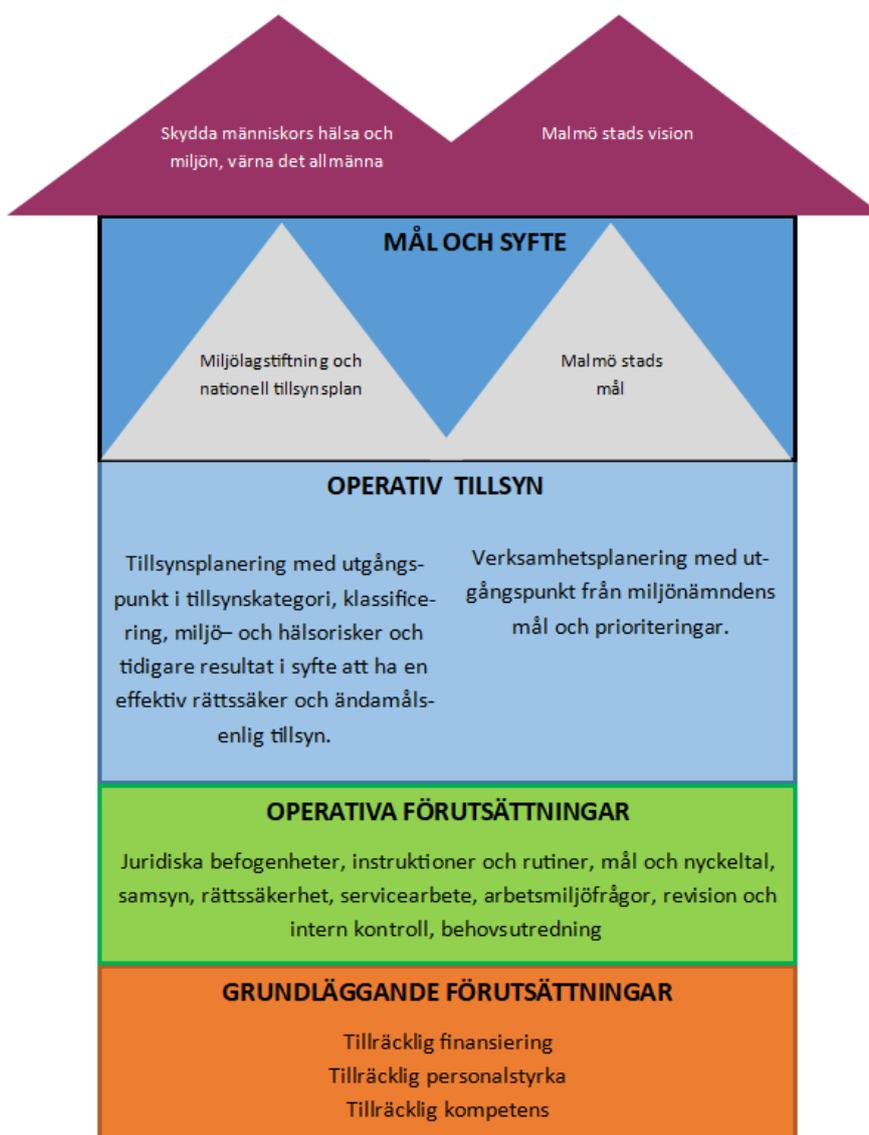 Skydda människors hälsa och
miljön, värna det allmänna
Malmö stads vision
MÅL OCH SYFTE
Miljölagstiftning och
nationell tillsynsplan
Malmö stads
mål
OPERATIV TILLSYN
Tillsynsplanering med utgångs-
punkt i tillsynskategori, klassifice-
ring, miljö– och hälsorisker och
tidigare resultat i syfte att ha en
effektiv rättssäker och ändamåls-
enlig tillsyn.
Verksamhetsplanering med ut-
gångspunkt från miljönämndens
mål och prioriteringar.
OPERATIVA FÖRUTSÄTTNINGAR
Juridiska befogenheter, instruktioner och rutiner, mål och nyckeltal,
samsyn, rättssäkerhet, servicearbete, arbetsmiljöfrågor, revision och
intern kontroll, behovsutredning
GRUNDLÄGGANDE FÖRUTSÄTTNINGAR
Tillräcklig finansiering
Tillräcklig personalstyrka
Tillräcklig kompetens